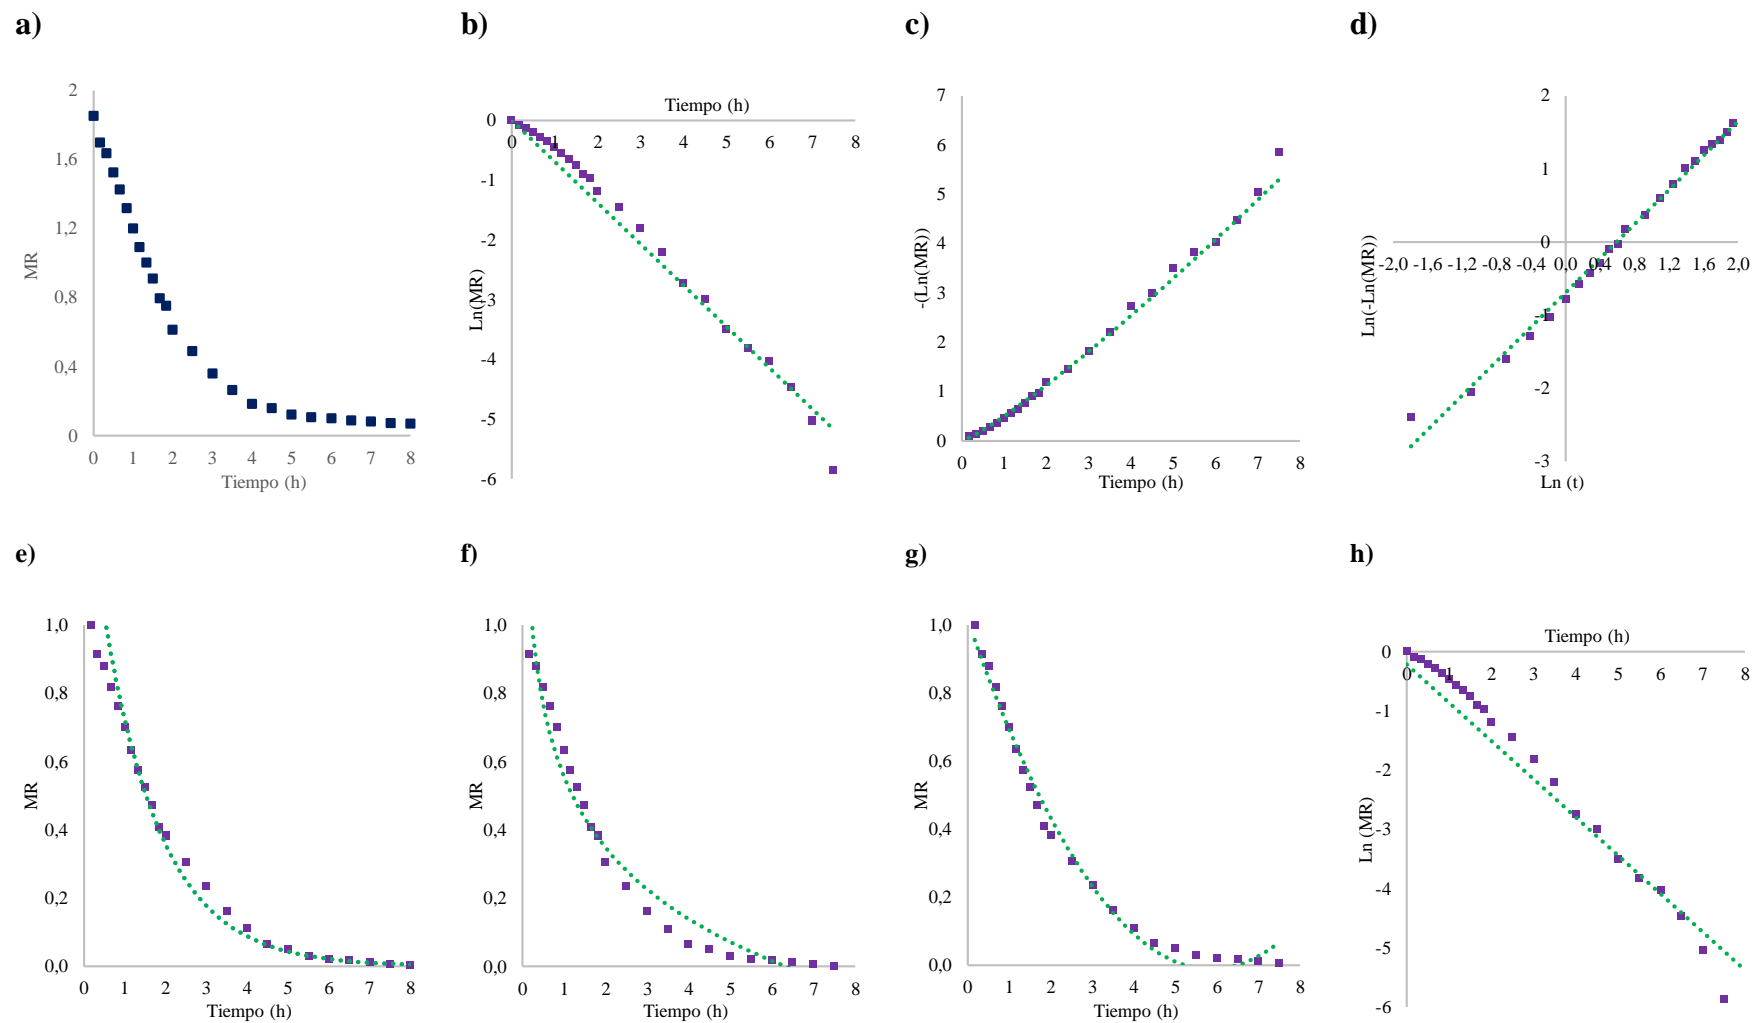 a)
b)
c)
d)
2
1,6
1,2
0,8
0,4
0
MR
0 1 2 3 4 5 6 7 8
Tiempo (h)
Tiempo (h)
0
-1
-2
-3
-4
-5
-6
Ln(MR)
0 1 2 3 4 5 6 7 8
7
6
5
4
3
2
1
0
-(Ln(MR))
0 1 2 3 4 5 6 7 8
Tiempo (h)
2
1
0
-1
-2
-3
Ln(-Ln(MR))
-2,0 -1,6 -1,2 -0,8 -0,4 0,0 0,4 0,8 1,2 1,6 2,0
Ln (t)
e)
f)
g)
h)
1,0
0,8
0,6
0,4
0,2
0,0
MR
0 1 2 3 4 5 6 7 8
Tiempo (h)
1,0
0,8
0,6
0,4
0,2
0,0
MR
0 1 2 3 4 5 6 7 8
Tiempo (h)
1,0
0,8
0,6
0,4
0,2
0,0
MR
0 1 2 3 4 5 6 7 8
Tiempo (h)
Tiempo (h)
0
-1
-2
-3
-4
-5
-6
Ln (MR)
0 1 2 3 4 5 6 7 8